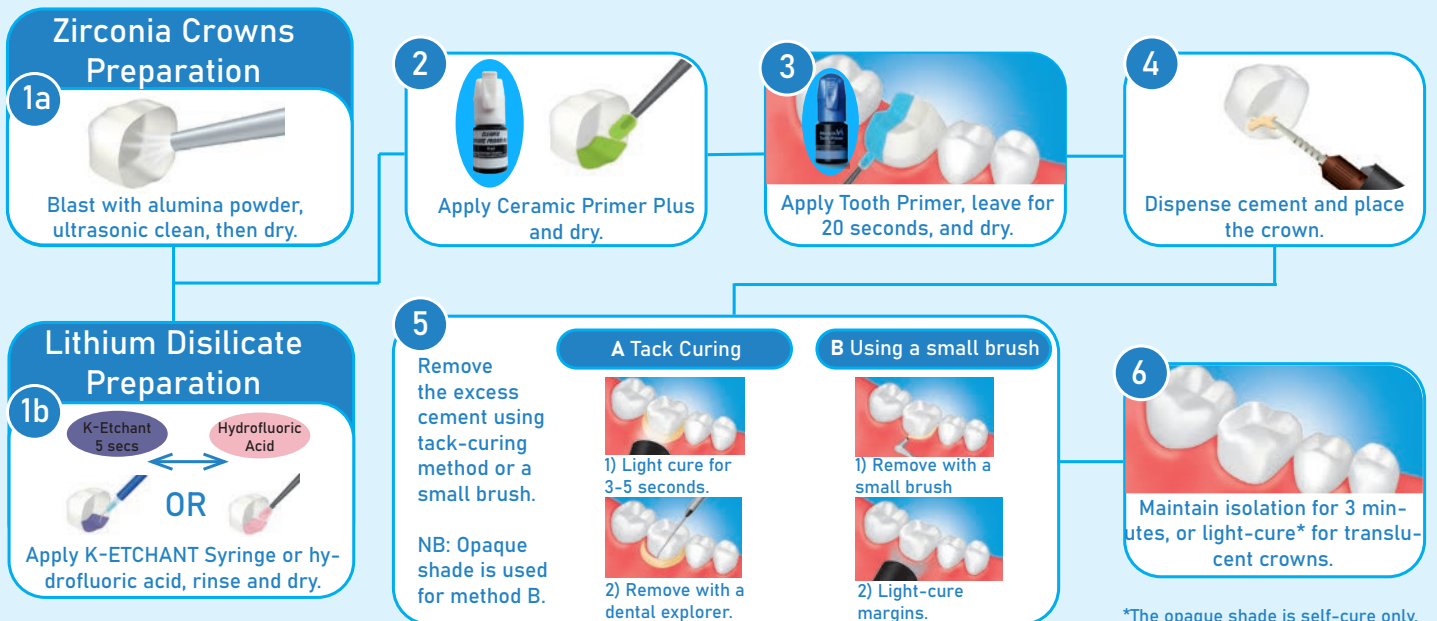 Zirconia Crowns
Preparation
1a
Blast with alumina powder,
ultrasonic clean, then dry.
Lithium Disilicate
Preparation
1b
K-Etchant
5 secs
Hydrofluoric
Acid
OR
Apply K-ETCHANT Syringe or hy-
drofluoric acid, rinse and dry.
2
Apply Ceramic Primer Plus
and dry.
3
Tooth Primer
Apply Tooth Primer, leave for
20 seconds, and dry.
4
Dispense cement and place
the crown.
5
Remove
the excess
cement using
tack-curing
method or a
small brush.
NB: Opaque
shade is used
for method B.
A Tack Curing
1) Light cure for
3-5 seconds.
2) Remove with a
dental explorer.
B Using a small brush
1) Remove with a
small brush
2) Light-cure
margins.
6
Maintain isolation for 3 min-
utes, or light-cure* for translu-
cent crowns.
*The opaque shade is self-cure only.